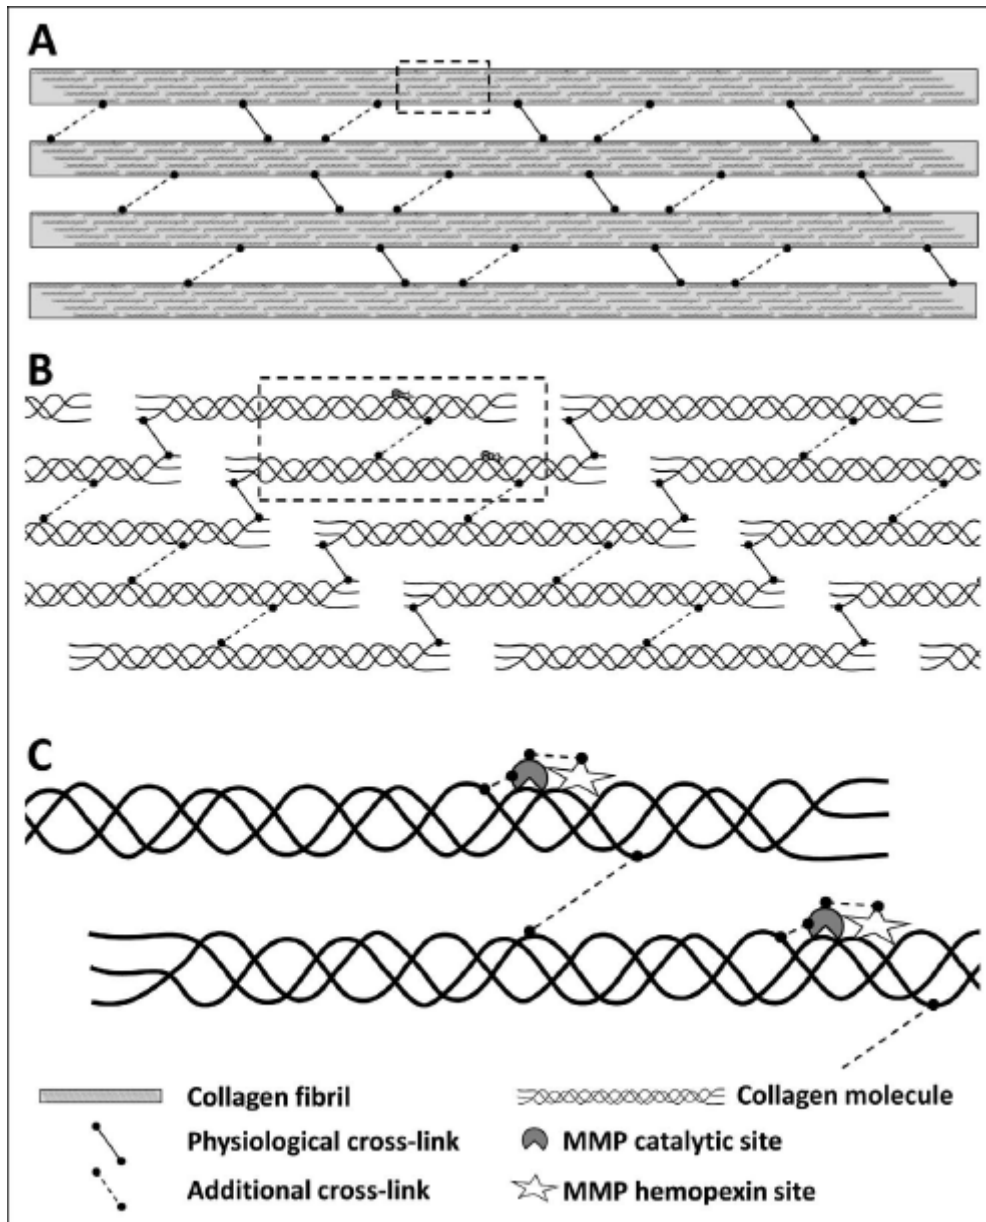 A
B
C
Collagen fibril
Collagen molecule
Physiological cross-link
MMP catalytic site
Additional cross-link
MMP hemopexin site